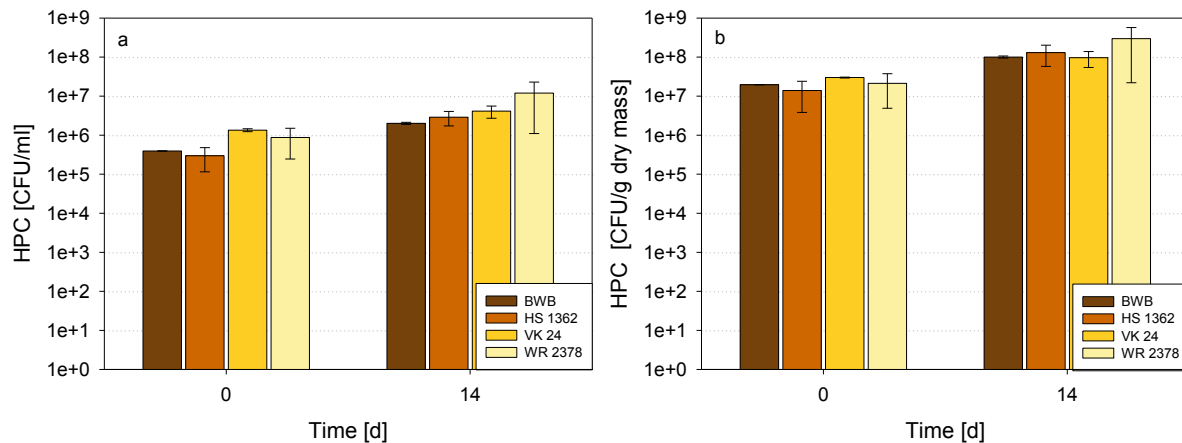 a
HPC [CFU/ml]
1e+9
1e+8
1e+7
1e+6
1e+5
1e+4
1e+3
1e+2
1e+1
1e+0
BWB
HS 1362
VK 24
WR 2378
0 14
Time [d]
b
HPC [CFU/g dry mass]
1e+9
1e+8
1e+7
1e+6
1e+5
1e+4
1e+3
1e+2
1e+1
1e+0
BWB
HS 1362
VK 24
WR 2378
0 14
Time [d]